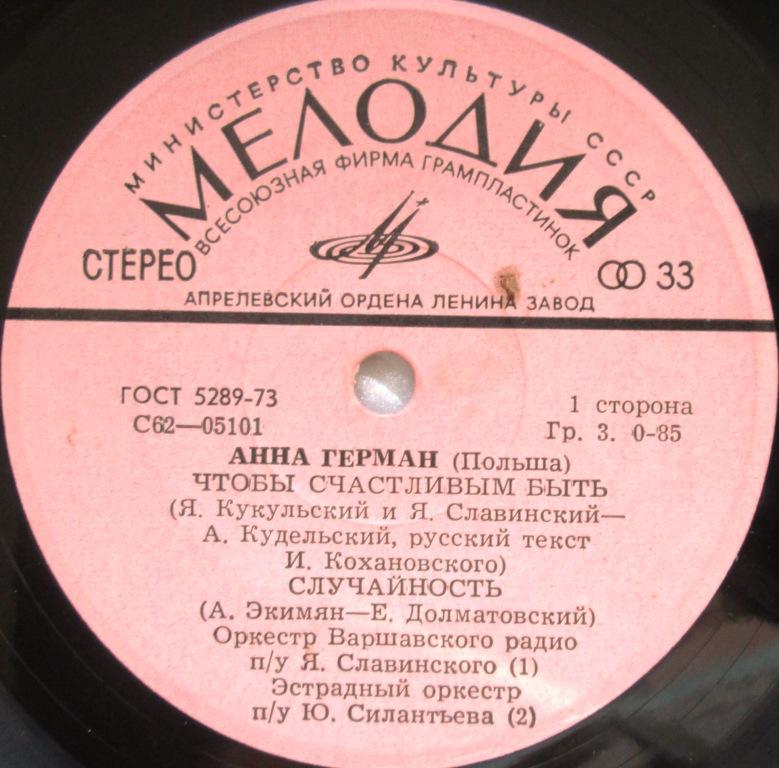 МИНИСТЕРСТВО КУЛЬТУРЫ СССР
МЕЛОДИЯ
ВСЕСОЮЗНАЯ ФИРМА ГРАМПЛАСТИНОК
СТЕРЕО
33
АПРЕЛЕВСКИЙ ОРДЕНА ЛЕНИНА ЗАВОД
ГОСТ 5289-73
1 сторона
С62—05101
Гр. 3. 0-85
АННА ГЕРМАН (Польша)
ЧТОБЫ СЧАСТЛИВЫМ БЫТЬ
(Я. Кукульский и Я. Славинский—
А. Кудельский, русский текст
И. Кохановского)
СЛУЧАЙНОСТЬ
(А. Экимян—Е. Долматовский)
Оркестр Варшавского радио
п/у Я. Славинского (1)
Эстрадный оркестр
п/у Ю. Силантьева (2)